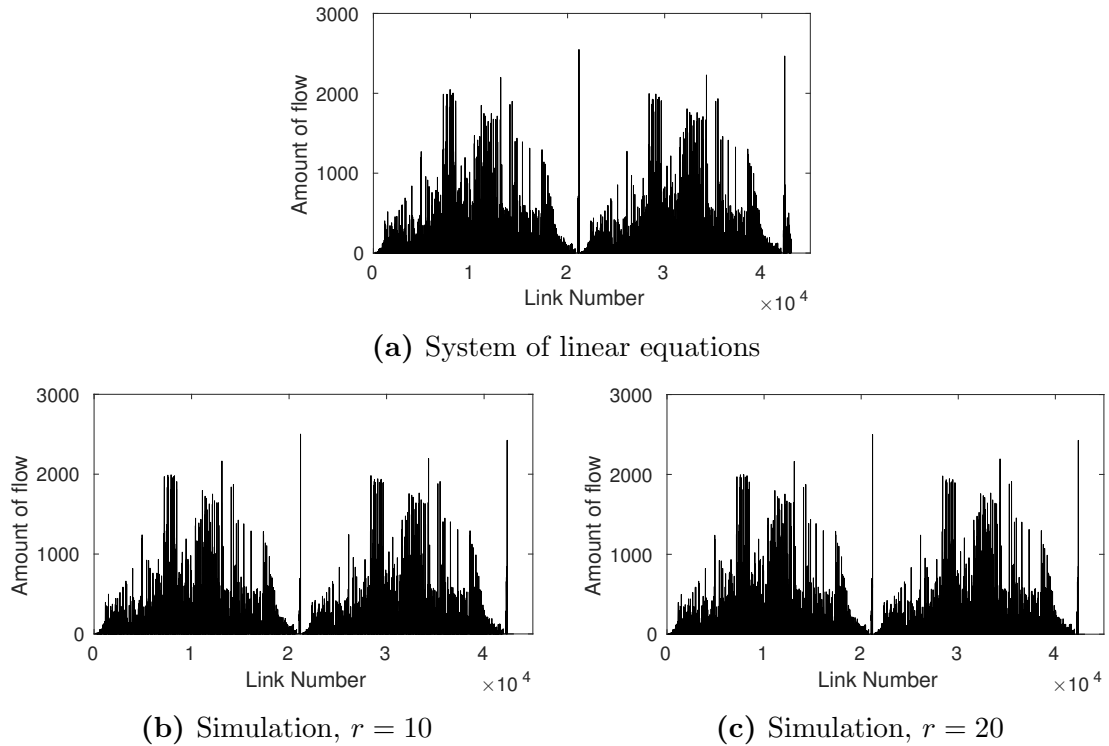 3000
2000
1000
0
Amount of flow
0 1 2 3 4
Link Number
×10 4
(a) System of linear equations
3000
2000
1000
0
Amount of flow
0 1 2 3 4
Link Number
×10 4
(b) Simulation, r = 10
3000
2000
1000
0
Amount of flow
0 1 2 3 4
Link Number
×10 4
(c) Simulation, r = 20